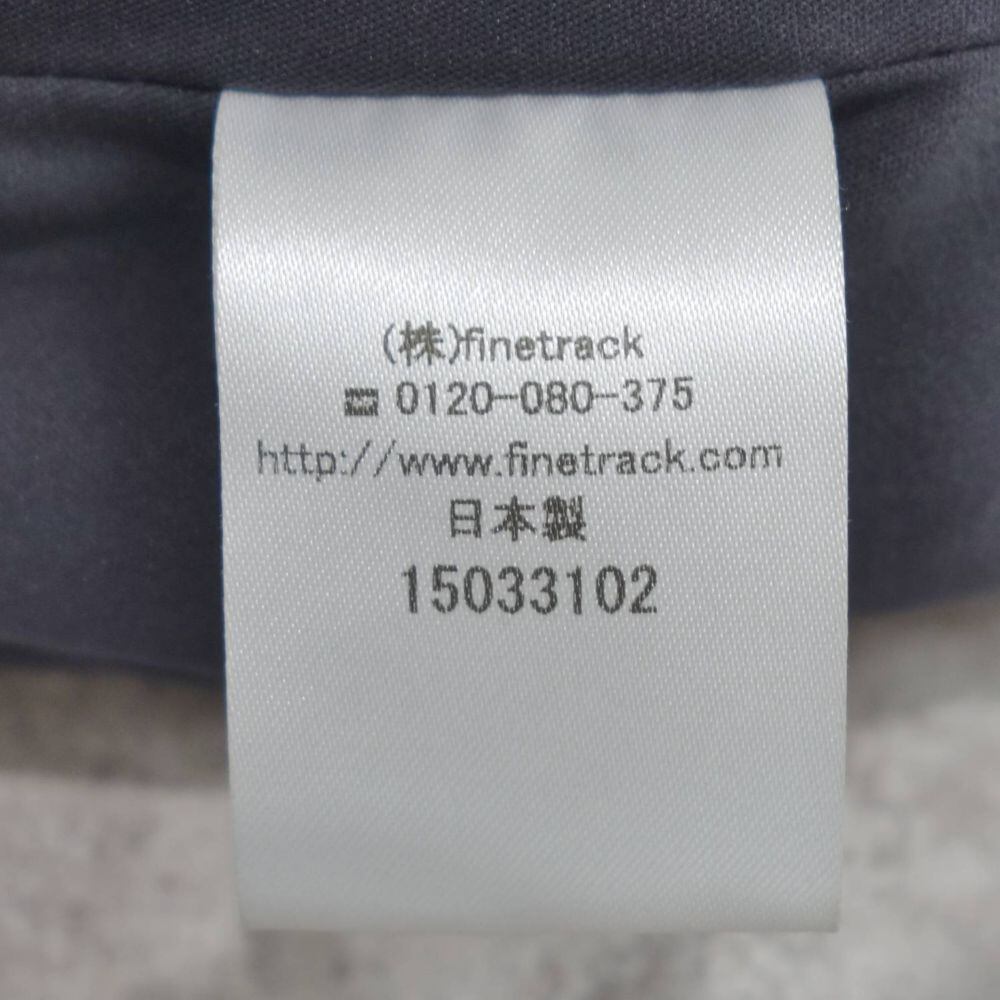 (株)finetrack
☎ 0120-080-375
http://www.finetrack.com
日本製
15033102